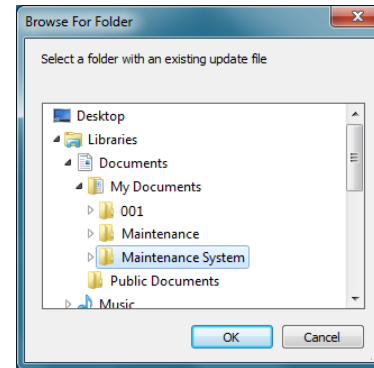 Browse For Folder
Select a folder with an existing update file
Desktop
Libraries
Documents
My Documents
001
Maintenance
Maintenance System
Public Documents
Music
OK Cancel